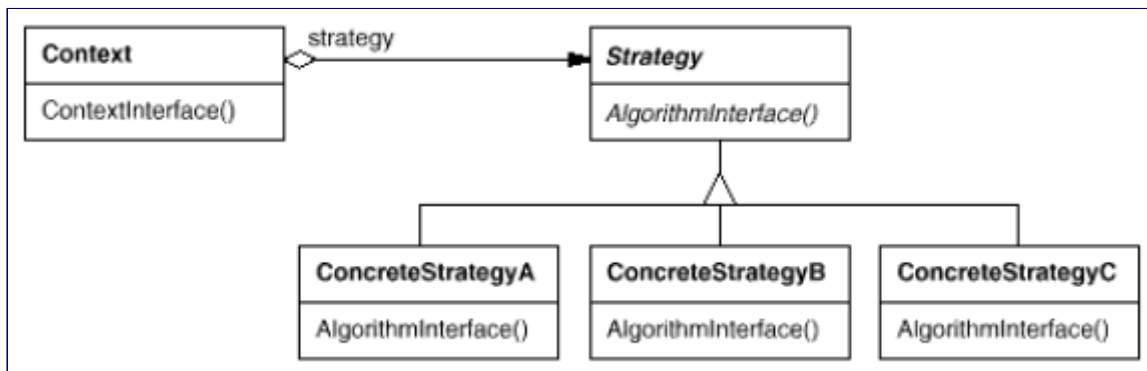 strategy
Context
Strategy
ContextInterface()
AlgorithmInterface()
ConcreteStrategyA
ConcreteStrategyB
ConcreteStrategyC
AlgorithmInterface()
AlgorithmInterface()
AlgorithmInterface()